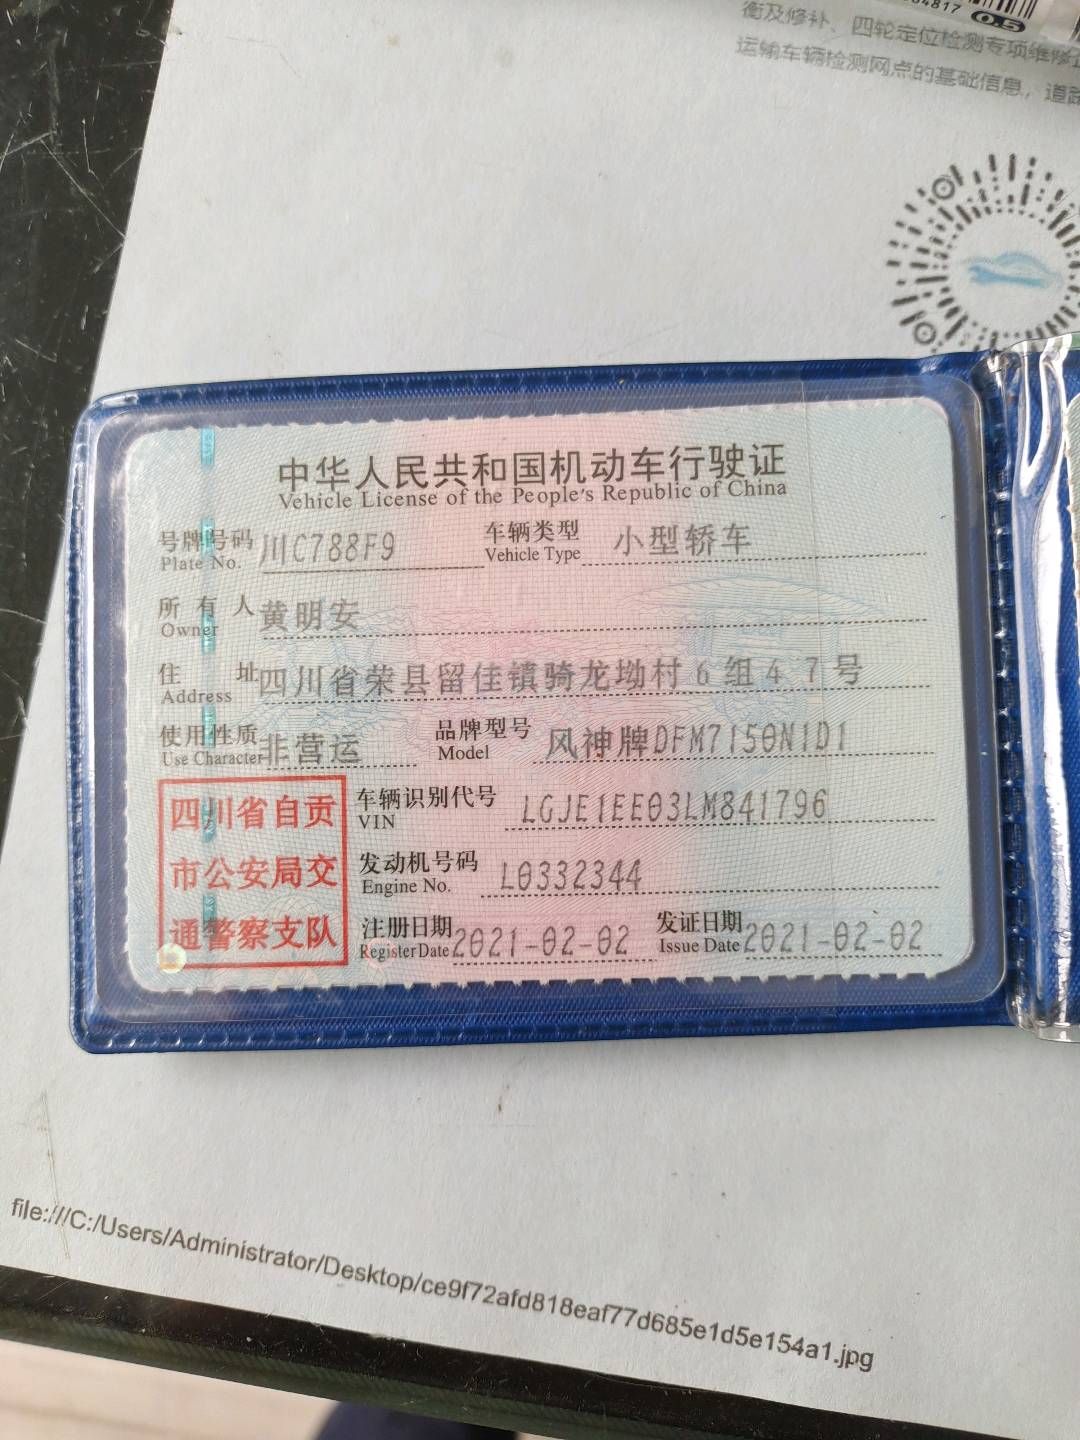 4817 0.5
衡及修补、四轮定位检测专项维修
运输车辆检测网点的基础信息，道路
中华人民共和国机动车行驶证
Vehicle License of the People's Republic of China
号牌号码 川C788F9 车辆类型 小型轿车
Plate No. Vehicle Type
所有人 黄明安
Owner
住址 四川省荣县留佳镇骑龙坳村6组47号
Address
使用性质 非营运 品牌型号 风神牌DFM7150N1D1
Use Character Model
四川省自贡
市公安局交
通警察支队
车辆识别代号 LGJE1EE03LM841796
VIN
发动机号码 L0332344
Engine No.
注册日期 2021-02-02 发证日期 2021-02-02
Register Date Issue Date
file:///C:/Users/Administrator/Desktop/ce9f72afd818eaf77d685e1d5e154a1.jpg